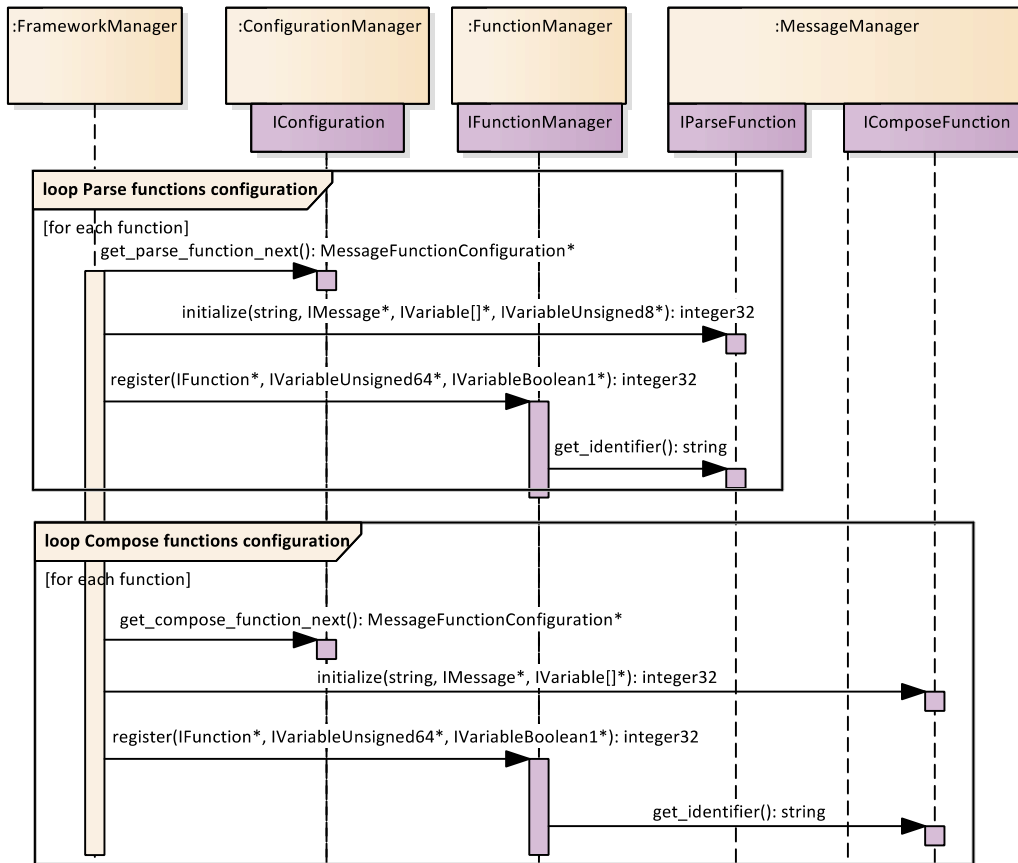 :FrameworkManager
:ConfigurationManager
:FunctionManager
:MessageManager
IConfiguration
IFunctionManager
IParseFunction
IComposeFunction
loop Parse functions configuration
[for each function]
get_parse_function_next(): MessageFunctionConfiguration*
initialize(string, IMessage*, IVariable[]*, IVariableUnsigned8*): integer32
register(IFunction*, IVariableUnsigned64*, IVariableBoolean1*): integer32
get_identifier(): string
loop Compose functions configuration
[for each function]
get_compose_function_next(): MessageFunctionConfiguration*
initialize(string, IMessage*, IVariable[]*): integer32
register(IFunction*, IVariableUnsigned64*, IVariableBoolean1*): integer32
get_identifier(): string